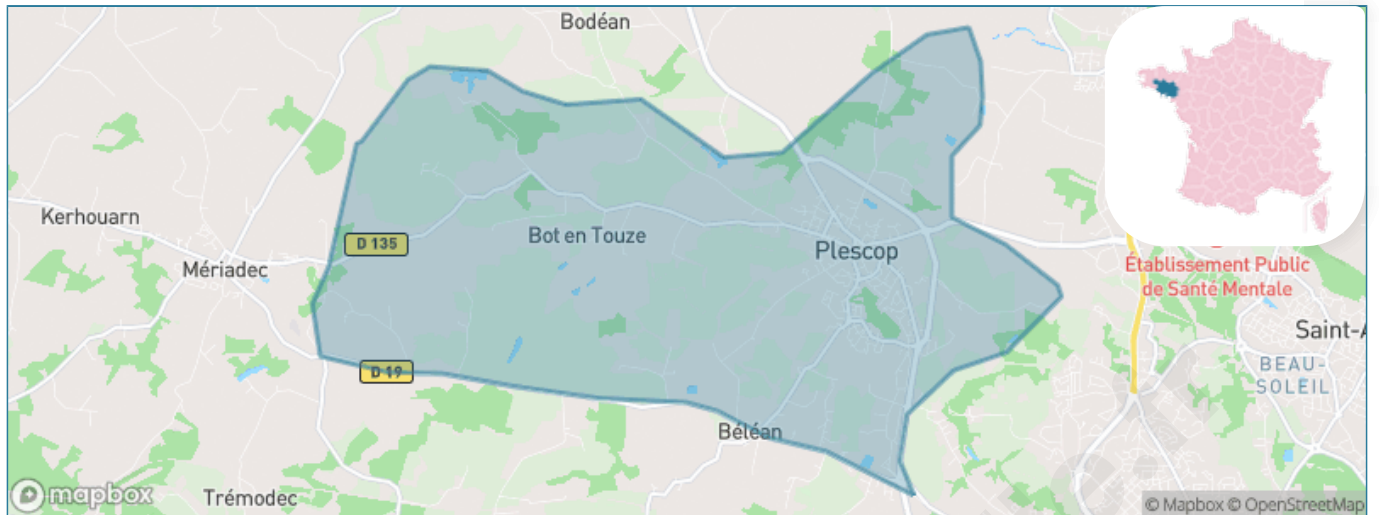 Bodéan
Kerhouarn
D 135
Bot en Touze
Plescop
Mériadec
Établissement Public
de Santé Mentale
Saint-A
D 19
BEAU-
SOLEIL
Béléan
Trémodec
mapbox
© Mapbox © OpenStreetMap